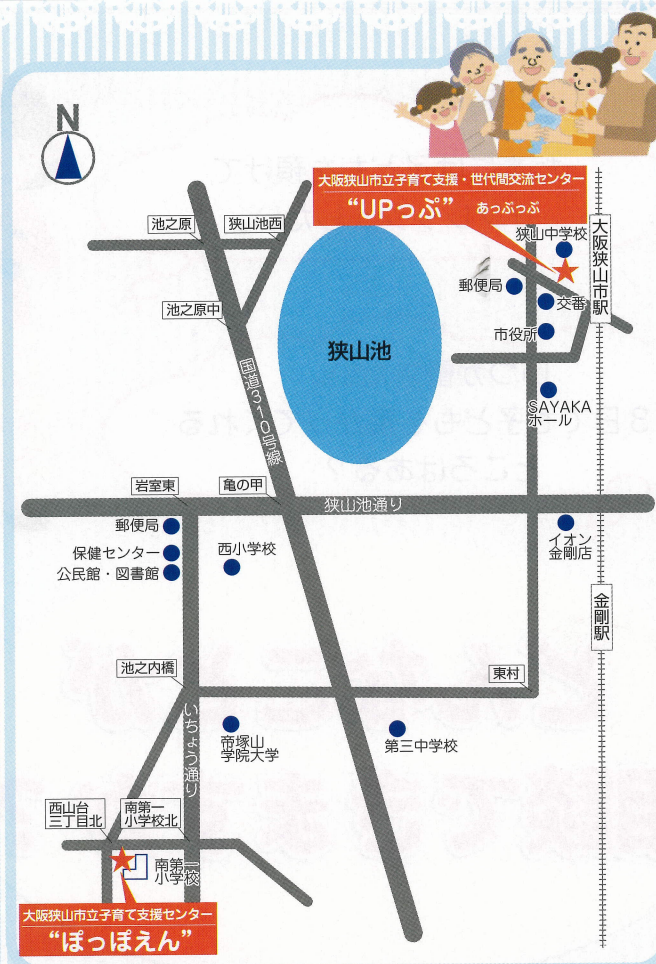 N
大阪狭山市立子育て支援・世代間交流センター
“UPっぷ” あっぷっぷ
池之原
狭山池西
狭山中学校
大阪狭山市駅
郵便局
交番
池之原中
市役所
狭山池
国道310号線
SAYAKA
ホール
岩室東
亀の甲
狭山池通り
郵便局
保健センター
公民館・図書館
西小学校
イオン
金剛店
金剛駅
池之内橋
東村
いちょう通り
帝塚山
学院大学
第三中学校
西山台
三丁目北
南第一
小学校北
南第一
小学校
大阪狭山市立子育て支援センター
“ぽっぽえん”